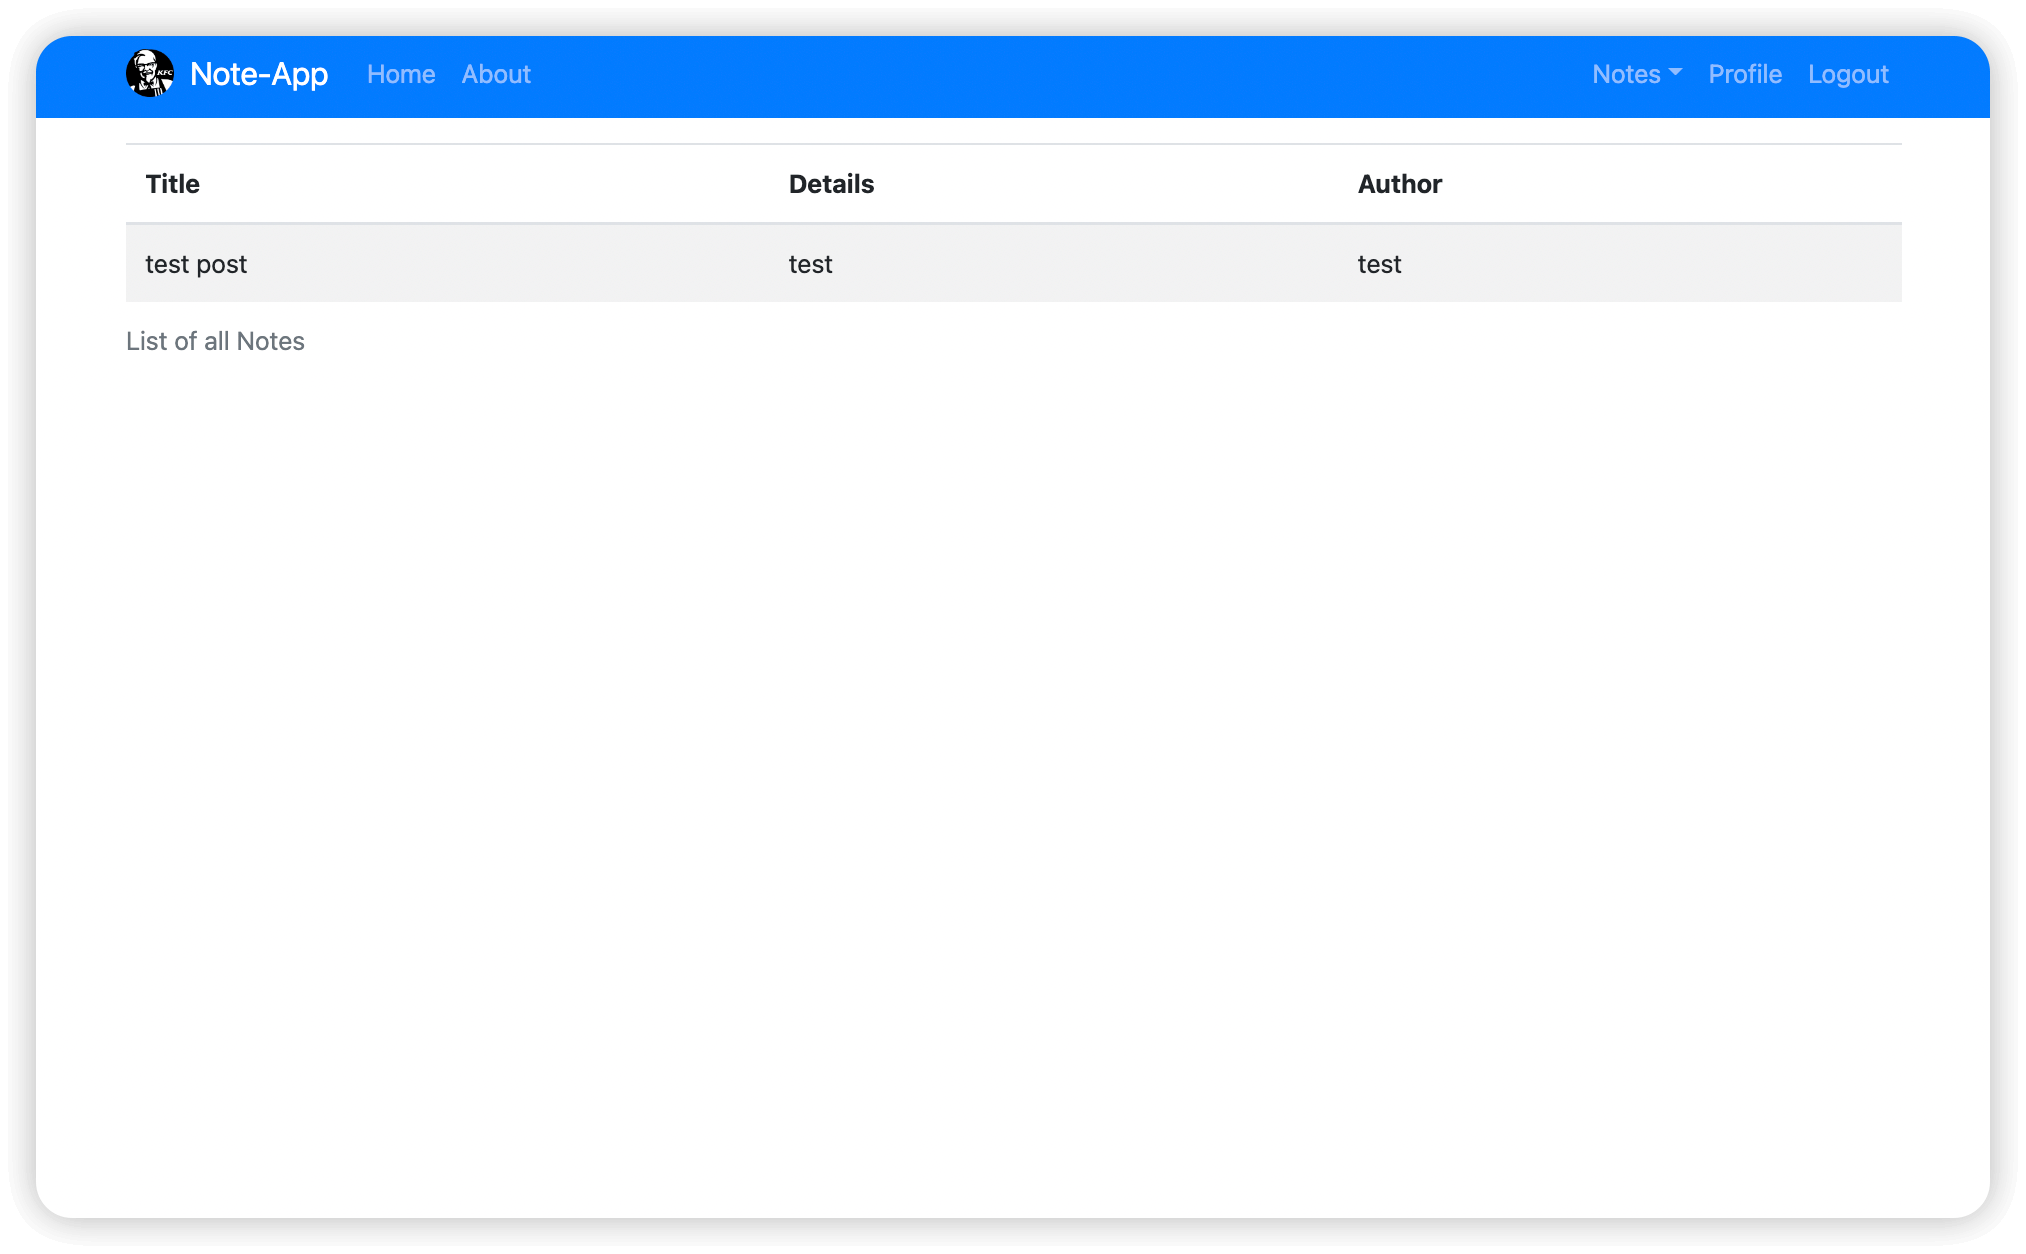 KFC Note-App Home About Notes Profile Logout
Title Details Author
test post test test
List of all Notes